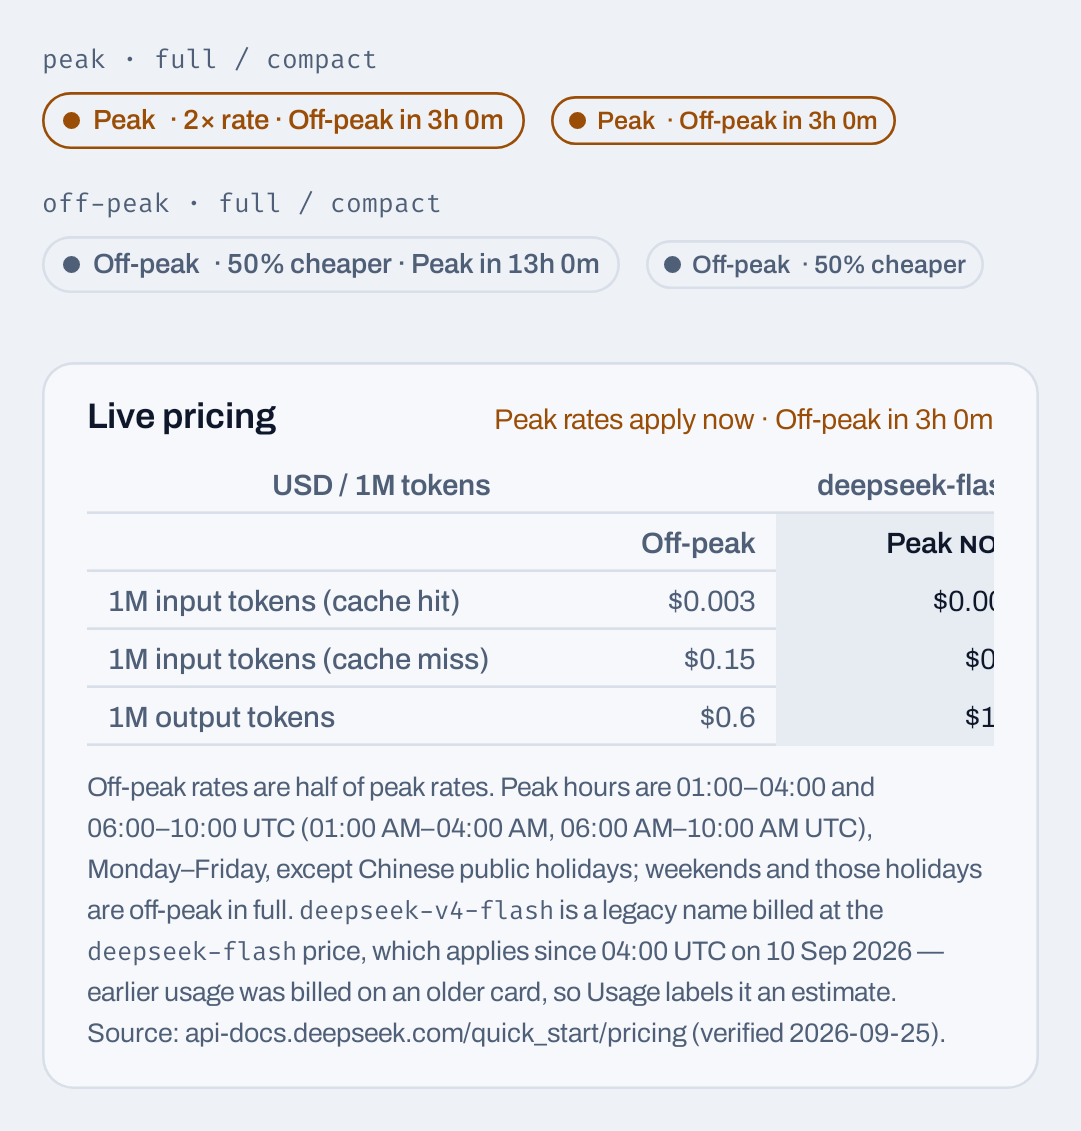 peak · full / compact
Peak · 2× rate · Off-peak in 3h 0m
Peak · Off-peak in 3h 0m
off-peak · full / compact
Off-peak · 50% cheaper · Peak in 13h 0m
Off-peak · 50% cheaper
Live pricing
Peak rates apply now · Off-peak in 3h 0m
USD / 1M tokens deepseek-flas
Off-peak Peak NO
1M input tokens (cache hit) $0.003 $0.00
1M input tokens (cache miss) $0.15 $0
1M output tokens $0.6 $1
Off-peak rates are half of peak rates. Peak hours are 01:00–04:00 and
06:00–10:00 UTC (01:00 AM–04:00 AM, 06:00 AM–10:00 AM UTC),
Monday–Friday, except Chinese public holidays; weekends and those holidays
are off-peak in full. deepseek-v4-flash is a legacy name billed at the
deepseek-flash price, which applies since 04:00 UTC on 10 Sep 2026 —
earlier usage was billed on an older card, so Usage labels it an estimate.
Source: api-docs.deepseek.com/quick_start/pricing (verified 2026-09-25).